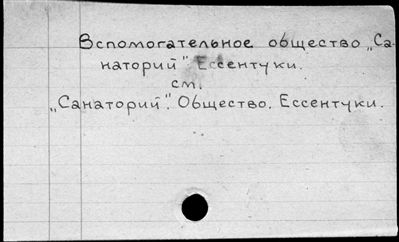 Вспомогательное общество „Са-
наторий" Ессентуки.
см.
„Санаторий". Общество. Ессентуки.